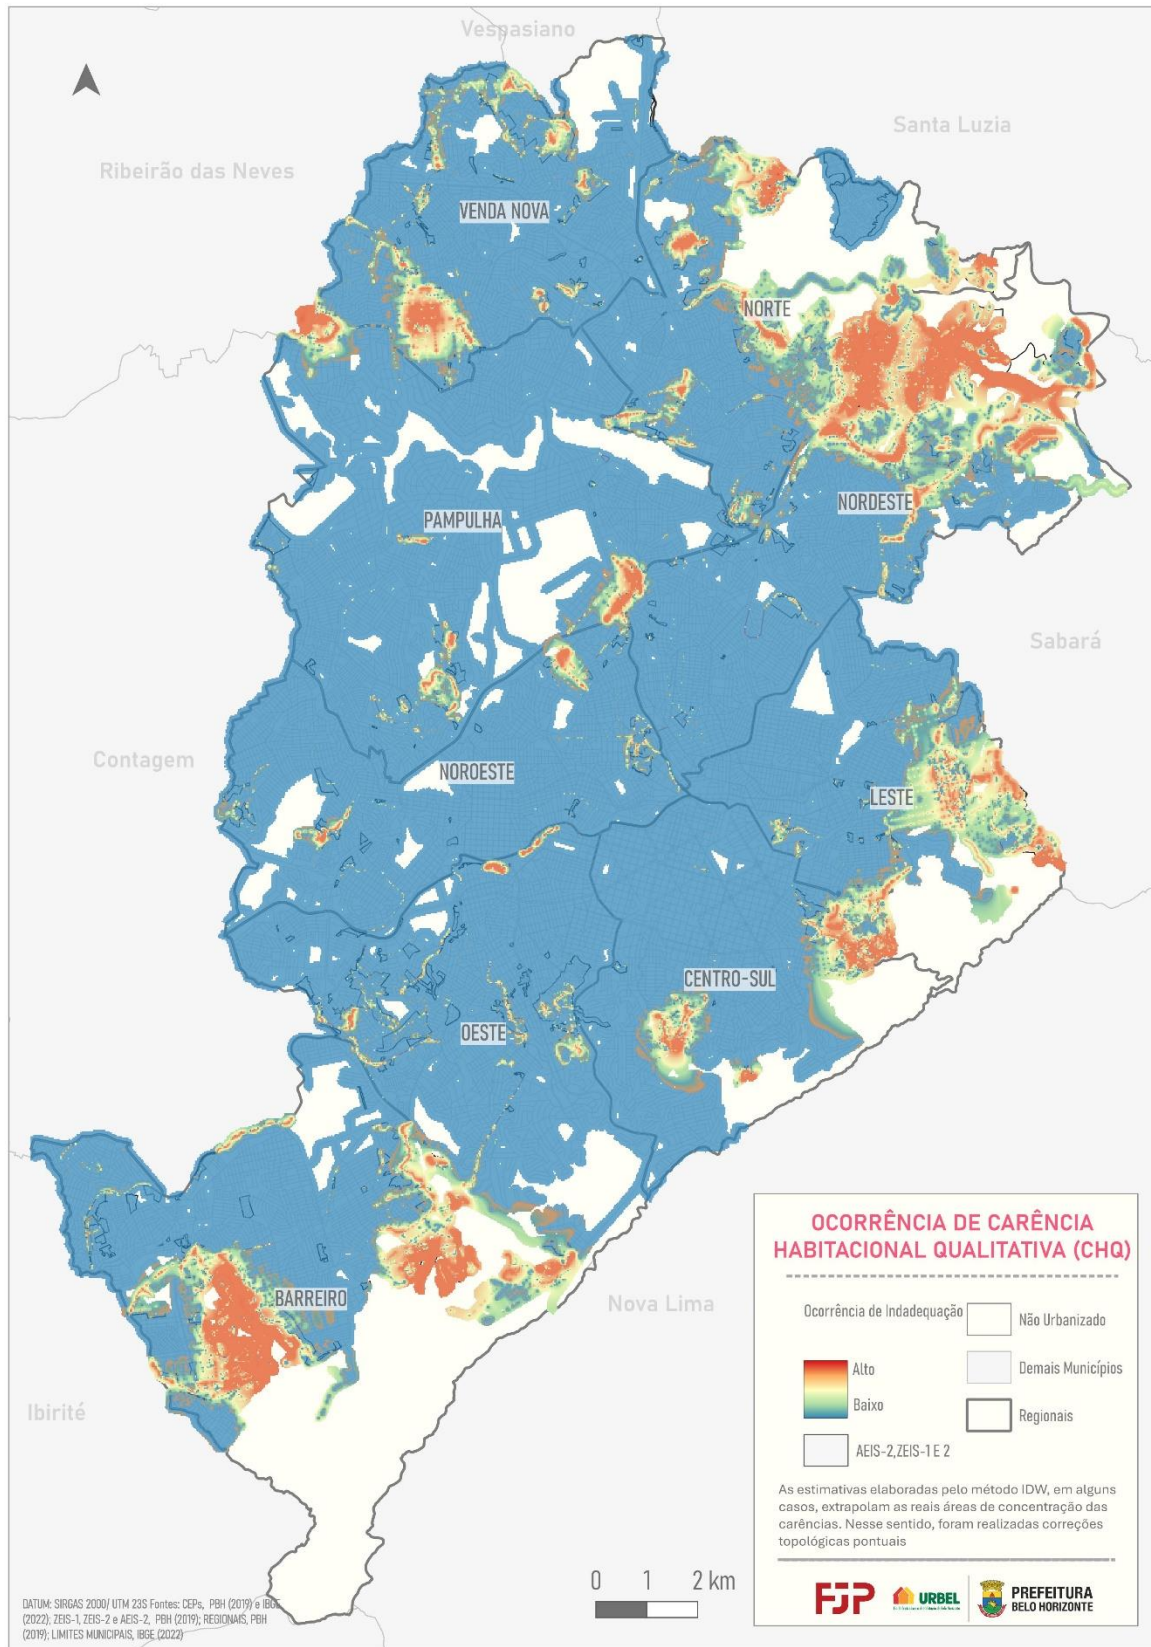 Vespasiano
Santa Luzia
Ribeirão das Neves
VENDA NOVA
NORTE
NORDESTE
PAMPULHA
Sabará
Contagem
NOROESTE
LESTE
CENTRO-SUL
OESTE
BARREIRO
Nova Lima
Ibirité
OCORRÊNCIA DE CARÊNCIA
HABITACIONAL QUALITATIVA (CHQ)
Ocorrência de Indadequação
Alto
Baixo
AEIS-2,ZEIS-1 E 2
Não Urbanizado
Demais Municípios
Regionais
As estimativas elaboradas pelo método IDW, em alguns
casos, extrapolam as reais áreas de concentração das
carências. Nesse sentido, foram realizadas correções
topológicas pontuais
FJP
URBEL
PREFEITURA
BELO HORIZONTE
0 1 2 km
DATUM: SIRGAS 2000/ UTM 23S Fontes: CEPs, PBH (2019) e IBGE
(2022); ZEIS-1, ZEIS-2 e AEIS-2, PBH (2019); REGIONAIS, PBH
(2019); LIMITES MUNICIPAIS, IBGE (2022)